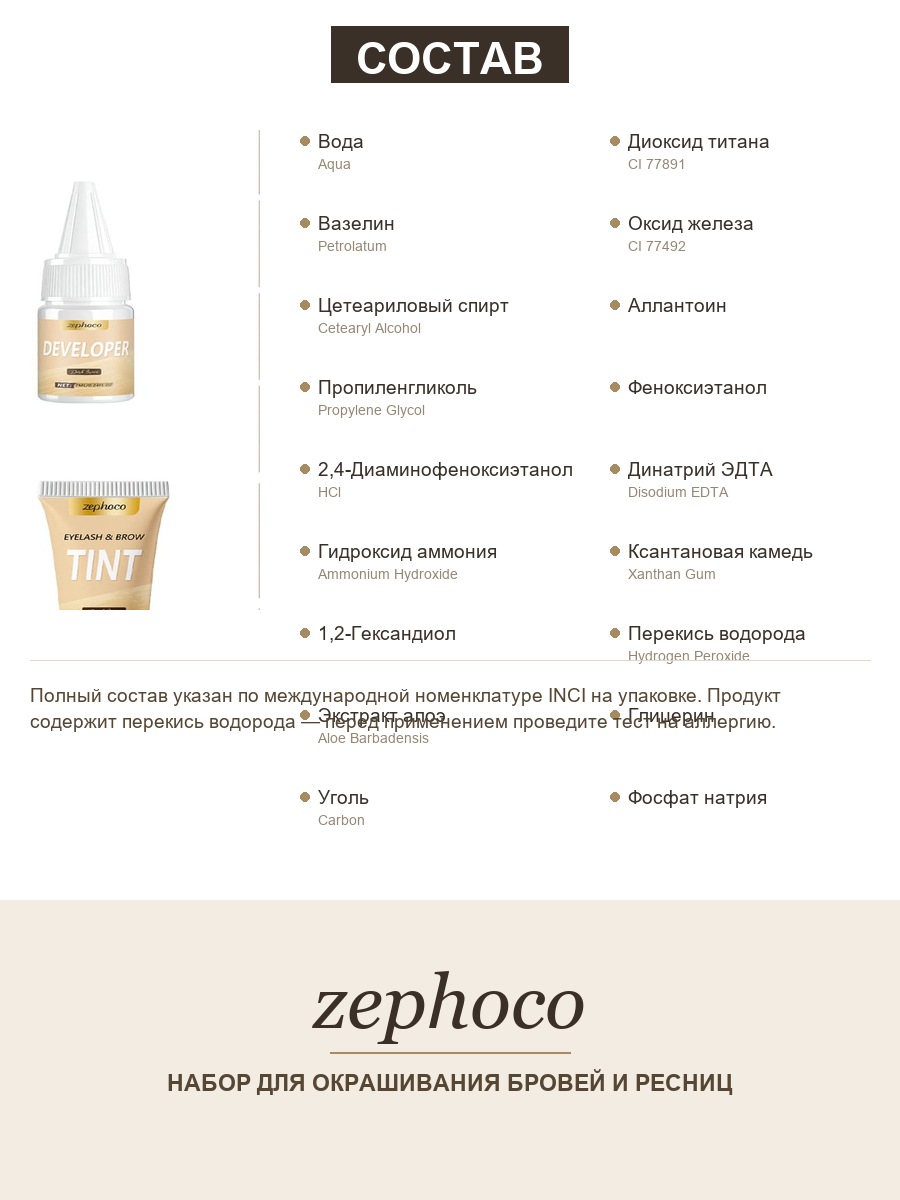 СОСТАВ
zephoco
DEVELOPER
NET:
zephoco
EYELASH & BROW
TINT
Вода
Aqua
Вазелин
Petrolatum
Цетеариловый спирт
Cetearyl Alcohol
Пропиленгликоль
Propylene Glycol
2,4-Диаминофеноксиэтанол
HCl
Гидроксид аммония
Ammonium Hydroxide
1,2-Гександиол
Экстракт алоэ
Aloe Barbadensis
Уголь
Carbon
Диоксид титана
CI 77891
Оксид железа
CI 77492
Аллантоин
Феноксиэтанол
Динатрий ЭДТА
Disodium EDTA
Ксантановая камедь
Xanthan Gum
Перекись водорода
Hydrogen Peroxide
Глицерин
Фосфат натрия
Полный состав указан по международной номенклатуре INCI на упаковке. Продукт
содержит перекись водорода — перед применением проведите тест на аллергию.
zephoco
НАБОР ДЛЯ ОКРАШИВАНИЯ БРОВЕЙ И РЕСНИЦ